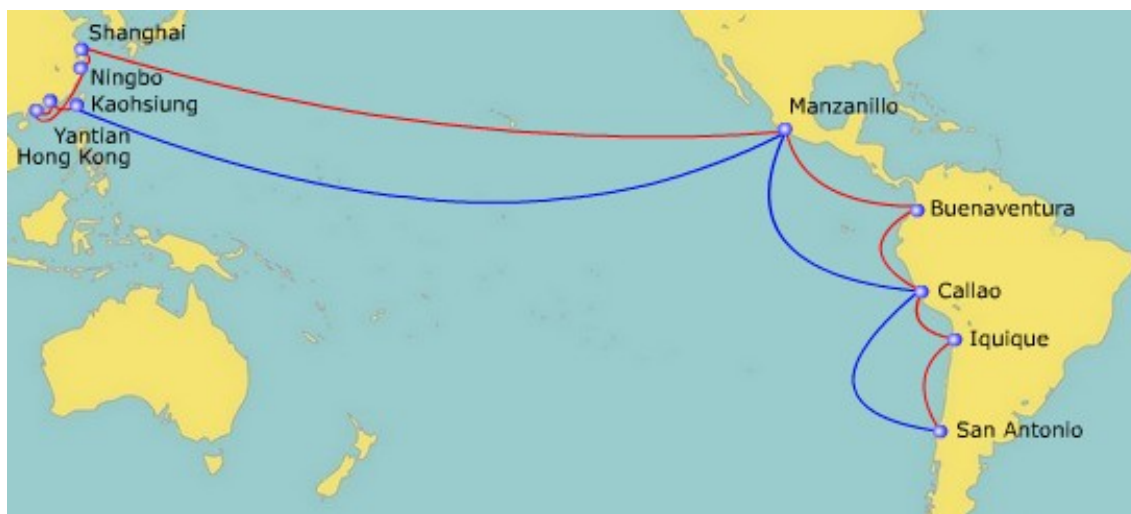 Shanghai
Ningbo
Kaohsiung
Yantian
Hong Kong
Manzanillo
Buenaventura
Callao
Iquique
San Antonio